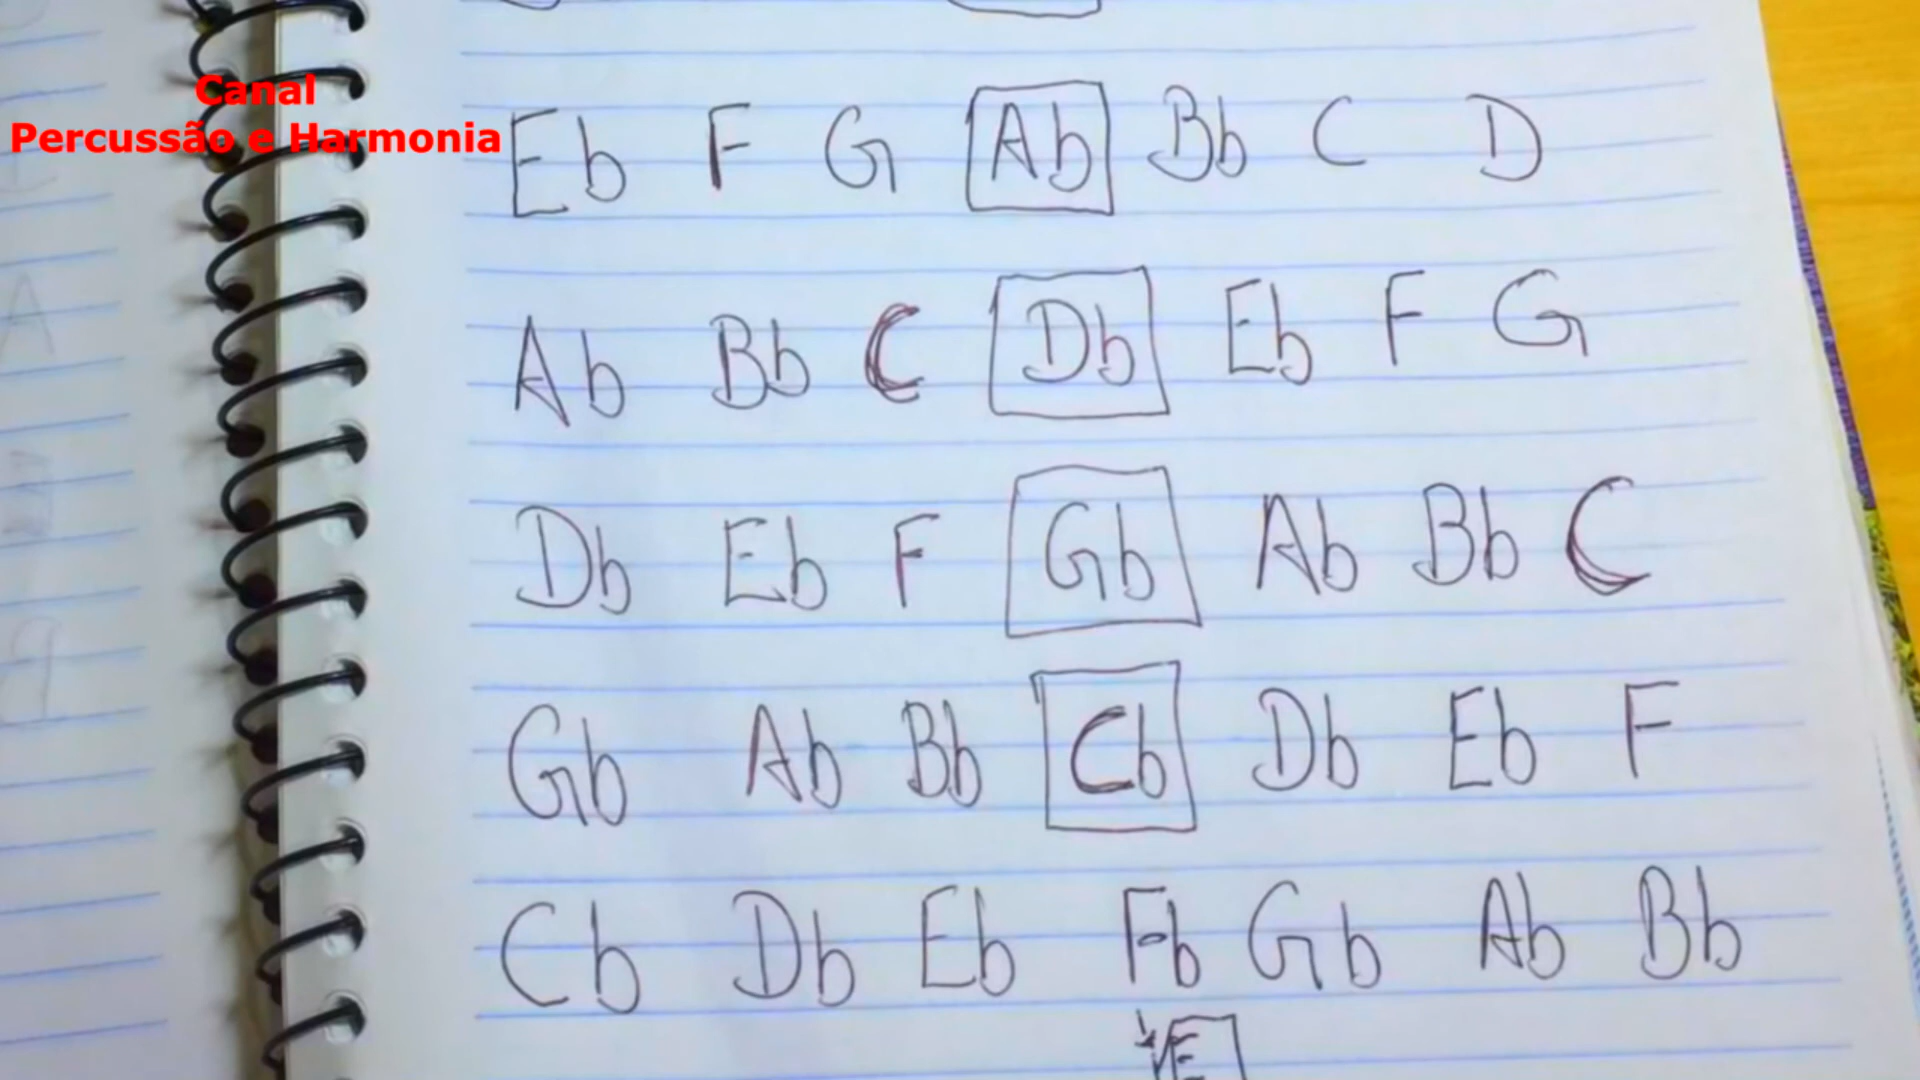 Canal
Percussão e Harmonia
Eb F G Ab Bb C D
Ab Bb C Db Eb F G
Db Eb F Gb Ab Bb C
Gb Ab Bb Cb Db Eb F
Cb Db Eb Fb Gb Ab Bb
E